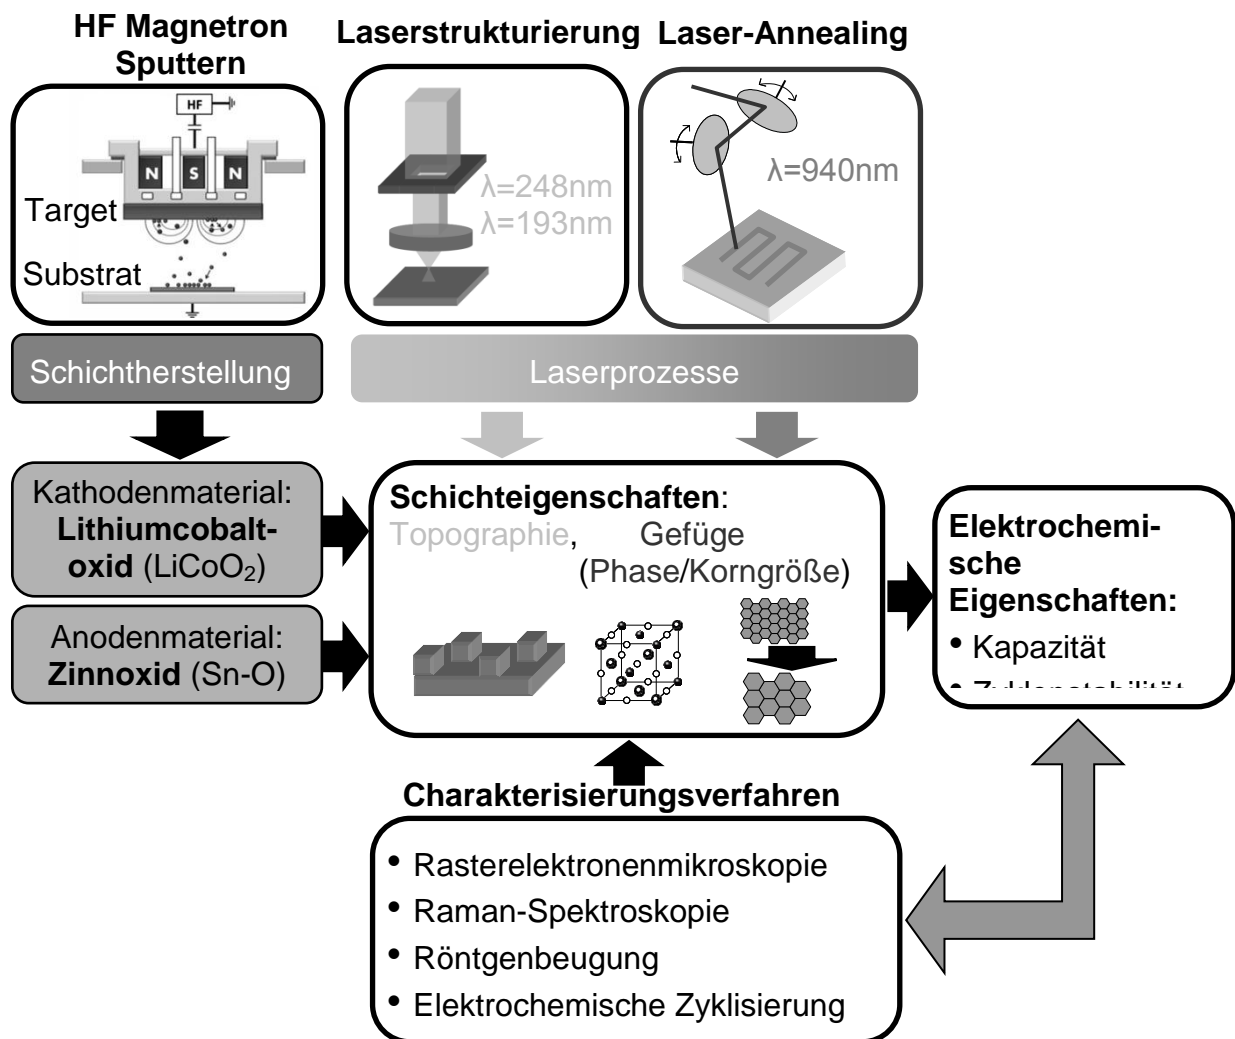 HF Magnetron
Sputtern
Laserstrukturierung
Laser-Annealing
HF
N
S
N
Target
Substrat
λ=248nm
λ=193nm
λ=940nm
Schichtherstellung
Laserprozesse
Kathodenmaterial:
Lithiumcobalt-
oxid (LiCoO₂)
Anodenmaterial:
Zinnoxid (Sn-O)
Schichteigenschaften:
Topographie, Gefüge
(Phase/Korngröße)
Elektrochemi-
sche
Eigenschaften:
• Kapazität
• Zyklenstabilität
Charakterisierungsverfahren
• Rasterelektronenmikroskopie
• Raman-Spektroskopie
• Röntgenbeugung
• Elektrochemische Zyklisierung